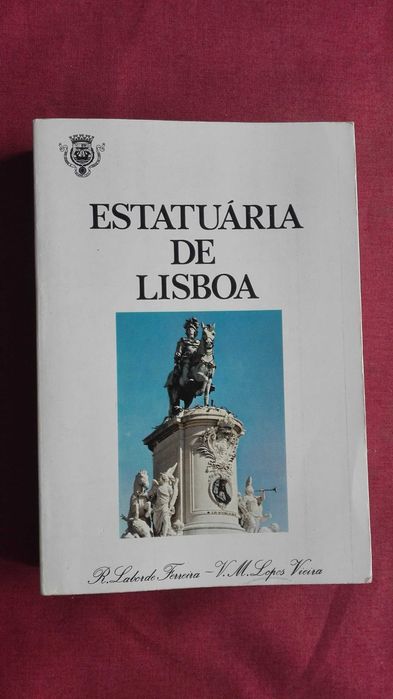 ESTATUÁRIA
DE
LISBOA
R. Laborde Ferreira – V. M. Lopes Vieira